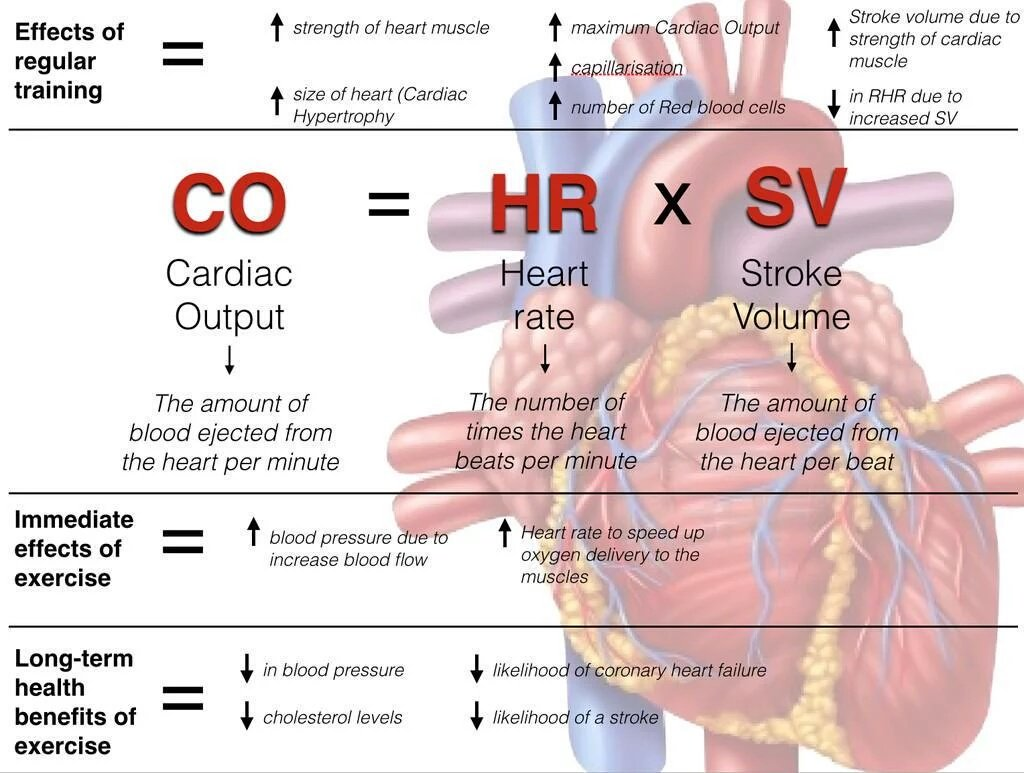 Effects of
regular
training
=
↑ strength of heart muscle
↑ size of heart (Cardiac
Hypertrophy
↑ maximum Cardiac Output
↑ capillarisation
↑ number of Red blood cells
↑ Stroke volume due to
strength of cardiac
muscle
↓ in RHR due to
increased SV
CO = HR x SV
Cardiac
Output
↓
The amount of
blood ejected from
the heart per minute
Heart
rate
↓
The number of
times the heart
beats per minute
Stroke
Volume
↓
The amount of
blood ejected from
the heart per beat
Immediate
effects of
exercise
=
↑ blood pressure due to
increase blood flow
↑ Heart rate to speed up
oxygen delivery to the
muscles
Long-term
health
benefits of
exercise
=
↓ in blood pressure
↓ cholesterol levels
↓ likelihood of coronary heart failure
↓ likelihood of a stroke